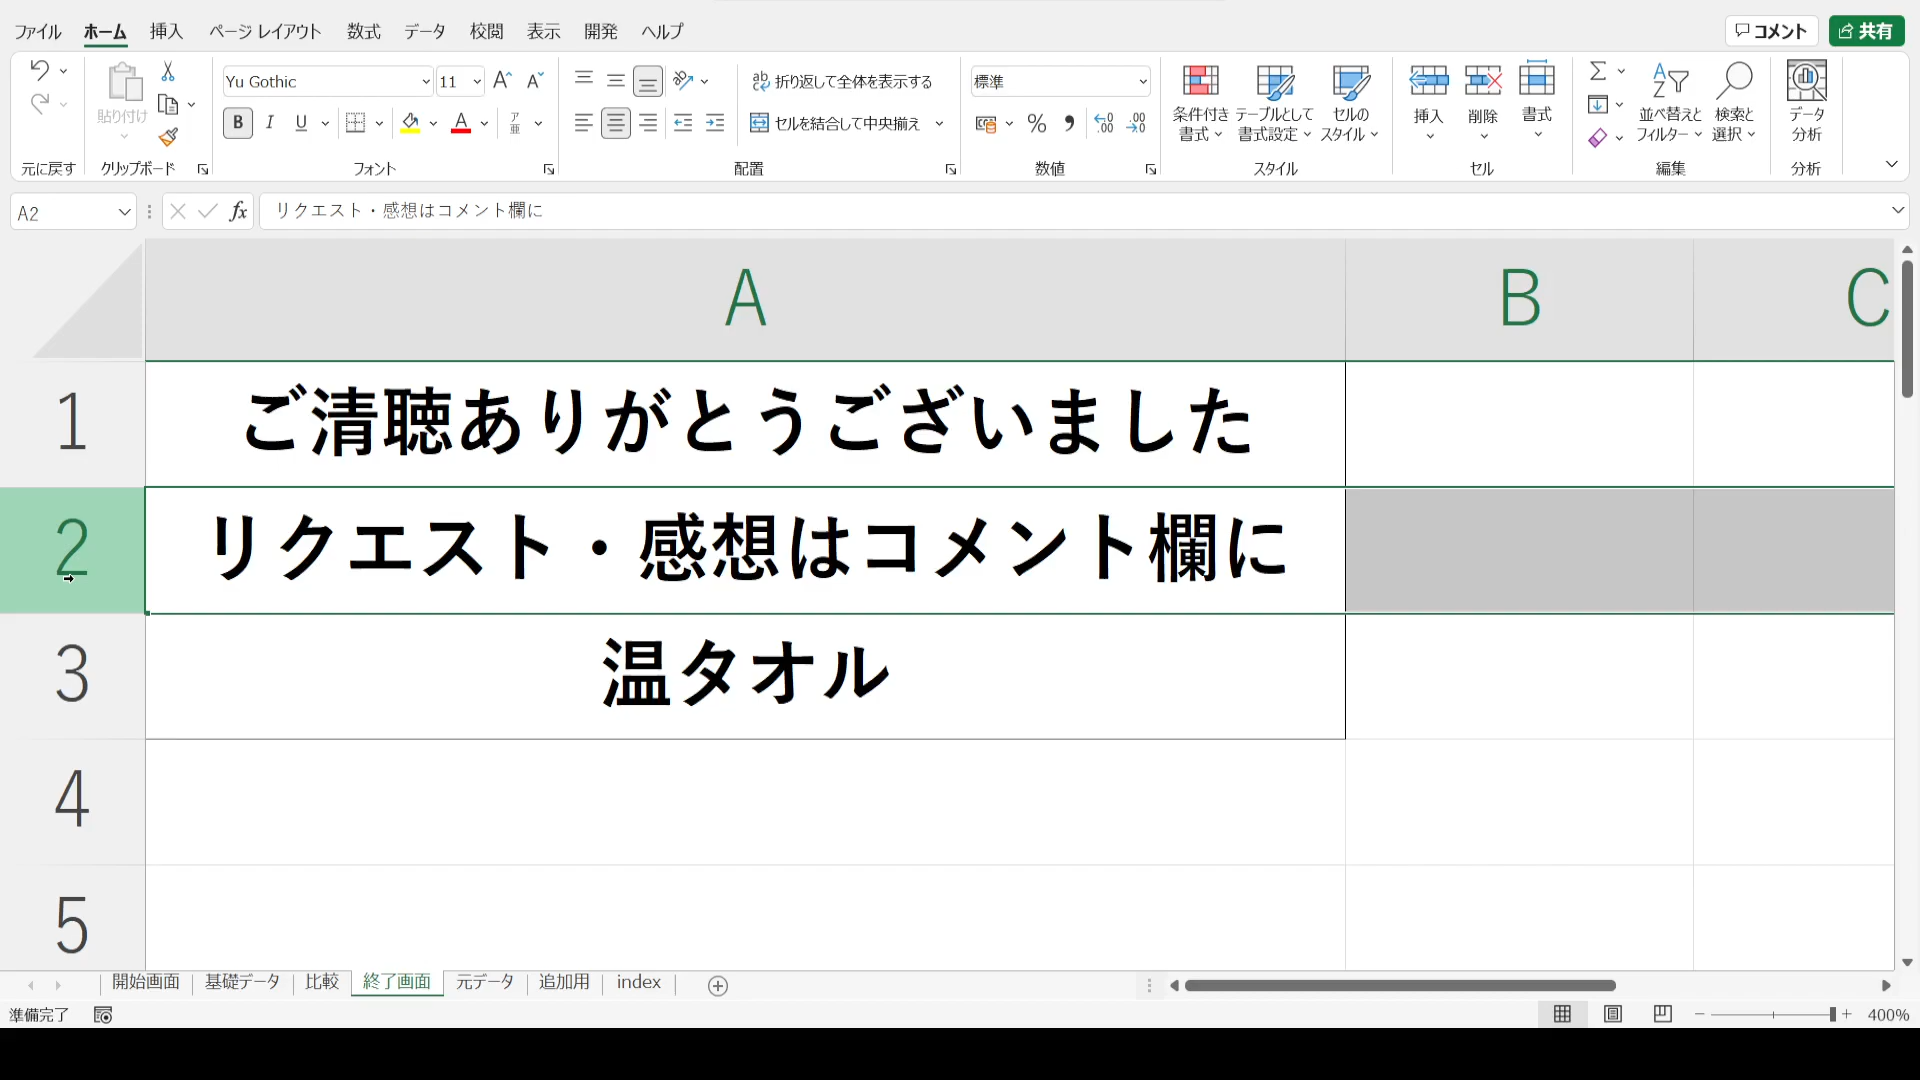 ファイル ホーム 挿入 ページ レイアウト 数式 データ 校閲 表示 開発 ヘルプ コメント 共有
Yu Gothic 11 折り返して全体を表示する 標準
貼り付け B I U A セルを結合して中央揃え % 条件付き書式 テーブルとして書式設定 セルのスタイル 挿入 削除 書式 並べ替えとフィルター 検索と選択 データ分析
元に戻す クリップボード フォント 配置 数値 スタイル セル 編集 分析
A2 fx リクエスト・感想はコメント欄に
A B C
1 ご清聴ありがとうございました
2 リクエスト・感想はコメント欄に
3 温タオル
4
5
開始画面 基礎データ 比較 終了画面 元データ 追加用 index
準備完了 400%